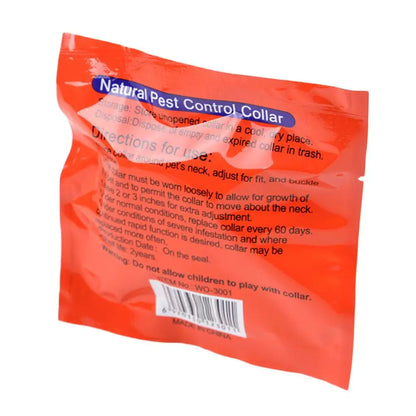 Natural Pest Control Collar
Storage: Store unopened collar in a cool, dry place.
Disposal: Dispose of empty and expired collar in trash.
Directions for use:
collar around pet's neck, adjust for fit, and buckle
collar must be worn loosely to allow for growth of
and to permit the collar to move about the neck.
2 or 3 inches for extra adjustment.
normal conditions, replace collar every 60 days.
conditions of severe infestation and where
rapid function is desired, collar may be
more often.
Date: On the seal.
life: 2years
Warning: Do not allow children to play with collar.
ITEM No: WO-3001
MADE IN CHINA